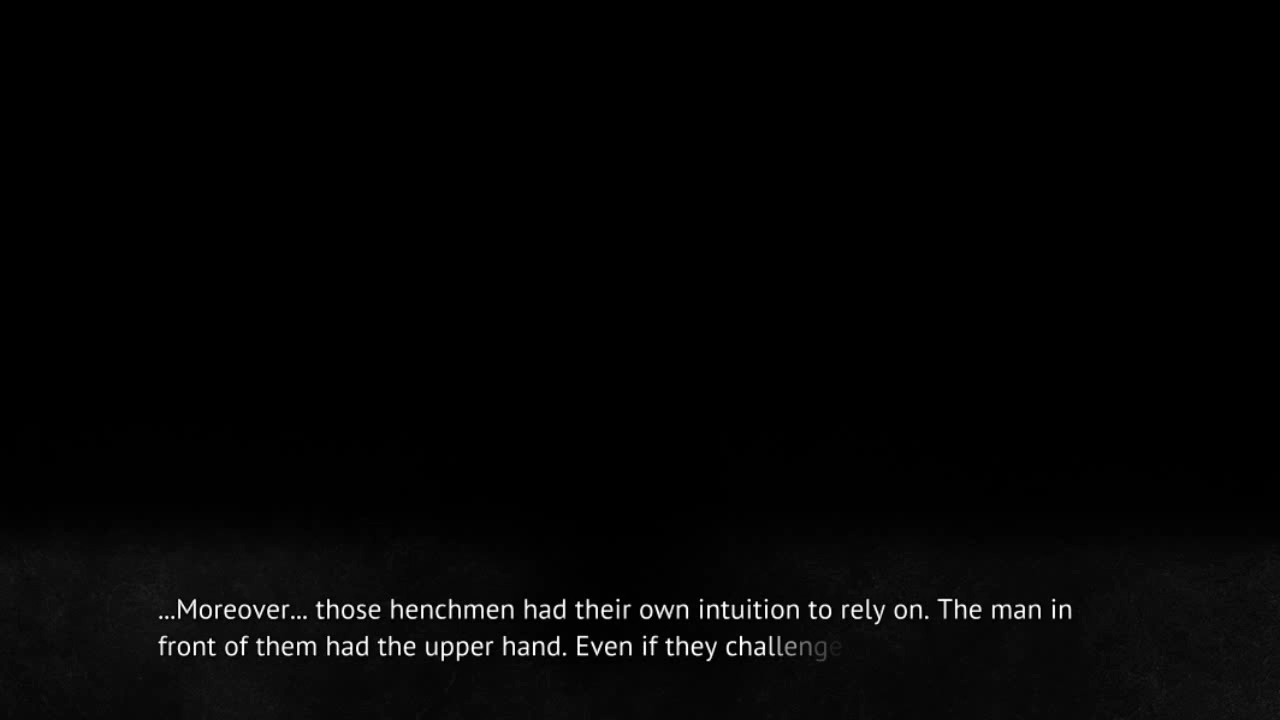 ...Moreover... those henchmen had their own intuition to rely on. The man in
front of them had the upper hand. Even if they challenge